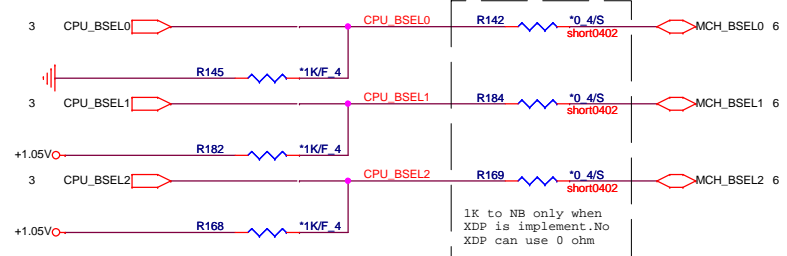 3 CPU_BSEL0 CPU_BSEL0 R142 *0_4/S MCH_BSEL0 6
short0402
R145 *1K/F_4
3 CPU_BSEL1 CPU_BSEL1 R184 *0_4/S MCH_BSEL1 6
short0402
+1.05V R182 *1K/F_4
3 CPU_BSEL2 CPU_BSEL2 R169 *0_4/S MCH_BSEL2 6
short0402
+1.05V R168 *1K/F_4
1K to NB only when
XDP is implement.No
XDP can use 0 ohm